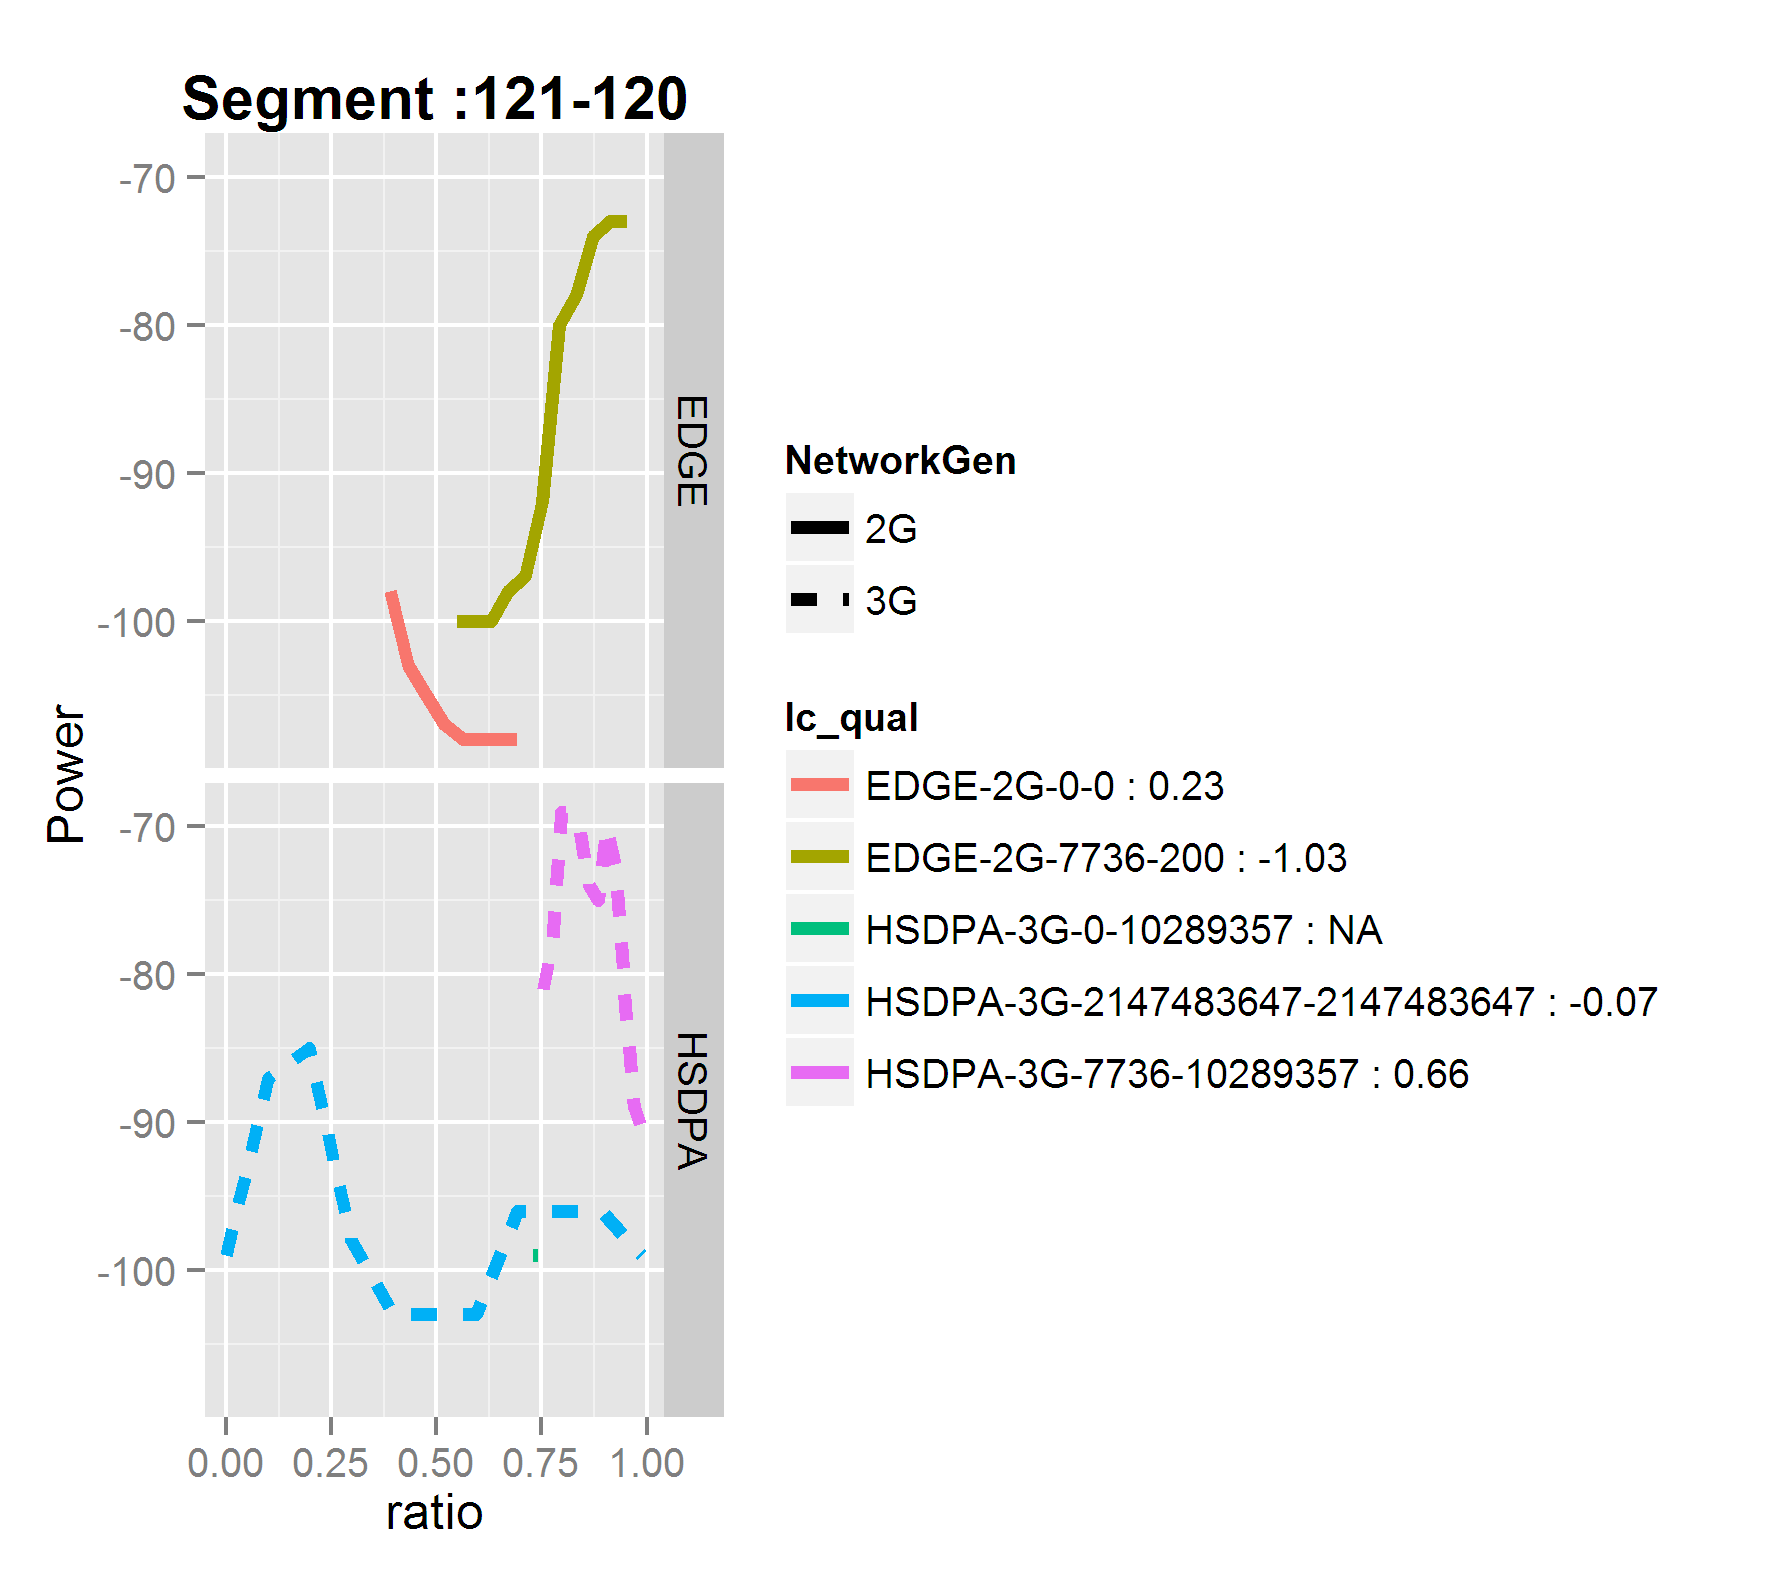 Segment :121-120
Power
-70
-80
-90
-100
EDGE
-70
-80
-90
-100
HSDPA
0.00 0.25 0.50 0.75 1.00
ratio
NetworkGen
2G
3G
lc_qual
EDGE-2G-0-0 : 0.23
EDGE-2G-7736-200 : -1.03
HSDPA-3G-0-10289357 : NA
HSDPA-3G-2147483647-2147483647 : -0.07
HSDPA-3G-7736-10289357 : 0.66